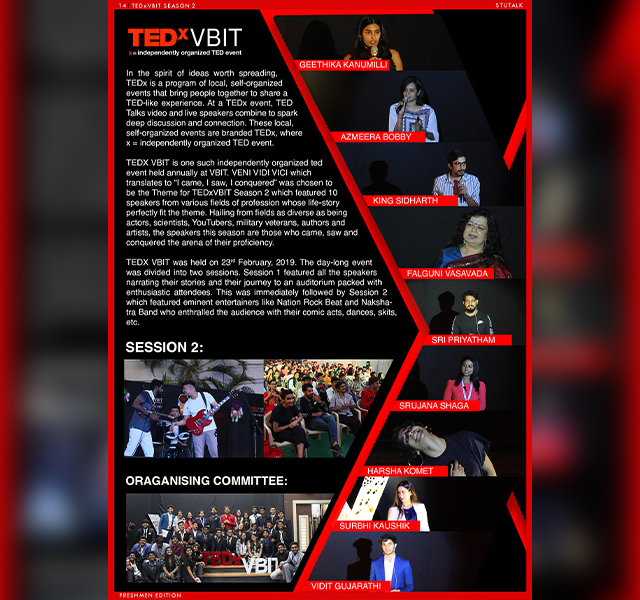 14 | TEDxVBIT SEASON 2
STUTALK
TEDxVBIT
x = independently organized TED event
In the spirit of ideas worth spreading,
TEDx is a program of local, self-organized
events that bring people together to share a
TED-like experience. At a TEDx event, TED
Talks video and live speakers combine to spark
deep discussion and connection. These local,
self-organized events are branded TEDx, where
x = independently organized TED event.
TEDX VBIT is one such independently organized ted
event held annually at VBIT. VENI VIDI VICI which
translates to "I came, I saw, I conquered" was chosen to
be the Theme for TEDxVBIT Season 2 which featured 10
speakers from various fields of profession whose life-story
perfectly fit the theme. Hailing from fields as diverse as being
actors, scientists, YouTubers, military veterans, authors and
artists, the speakers this season are those who came, saw and
conquered the arena of their proficiency.
TEDX VBIT was held on 23rd February, 2019. The day-long event
was divided into two sessions. Session 1 featured all the speakers
narrating their stories and their journey to an auditorium packed with
enthusiastic attendees. This was immediately followed by Session 2
which featured eminent entertainers like Nation Rock Beat and Naksha-
tra Band who enthralled the audience with their comic acts, dances, skits,
etc.
GEETHIKA KANUMILLI
AZMEERA BOBBY
KING SIDHARTH
FALGUNI VASAVADA
SRI PRIYATHAM
SRUJANA SHAGA
HARSHA KOMET
SURBHI KAUSHIK
VIDIT GUJARATHI
SESSION 2:
ORAGANISING COMMITTEE:
TEDx
VBIT
PRESHMEN EDITION